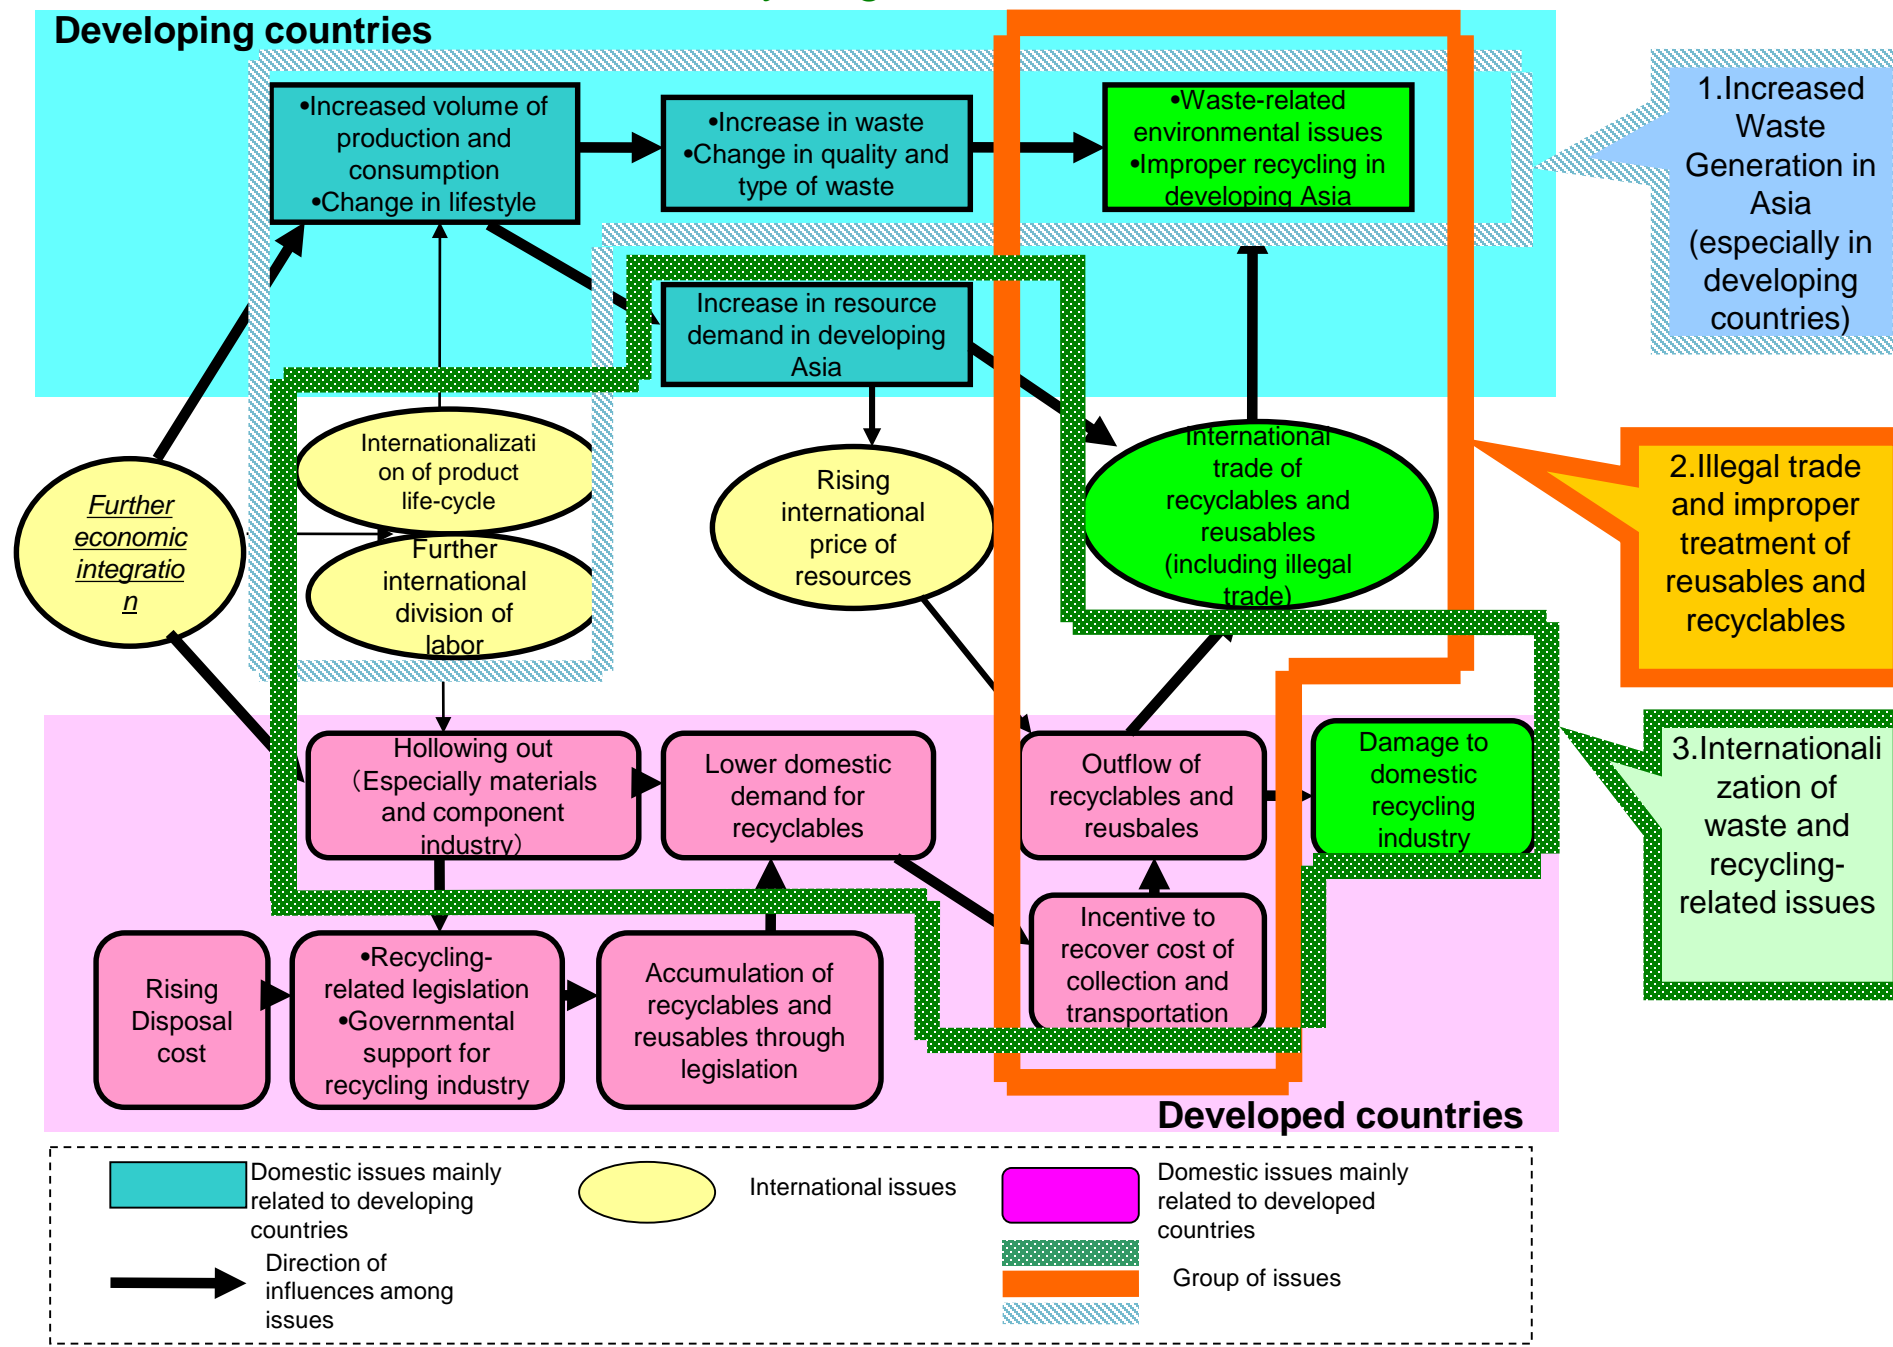 Developing countries
•Increased volume of
production and
consumption
•Change in lifestyle
•Increase in waste
•Change in quality and
type of waste
•Waste-related
environmental issues
•Improper recycling in
developing Asia
1.Increased
Waste
Generation in
Asia
(especially in
developing
countries)
Increase in resource
demand in developing
Asia
Internationalizati
on of product
life-cycle
Further
economic
integratio
n
Further
international
division of
labor
Rising
international
price of
resources
International
trade of
recyclables and
reusables
(including illegal
trade)
2.Illegal trade
and improper
treatment of
reusables and
recyclables
Hollowing out
（Especially materials
and component
industry）
Lower domestic
demand for
recyclables
Outflow of
recyclables and
reusbales
Damage to
domestic
recycling
industry
3.Internationali
zation of
waste and
recycling-
related issues
Rising
Disposal
cost
•Recycling-
related legislation
•Governmental
support for
recycling industry
Accumulation of
recyclables and
reusables through
legislation
Incentive to
recover cost of
collection and
transportation
Developed countries
Domestic issues mainly
related to developing
countries
International issues
Domestic issues mainly
related to developed
countries
Direction of
influences among
issues
Group of issues